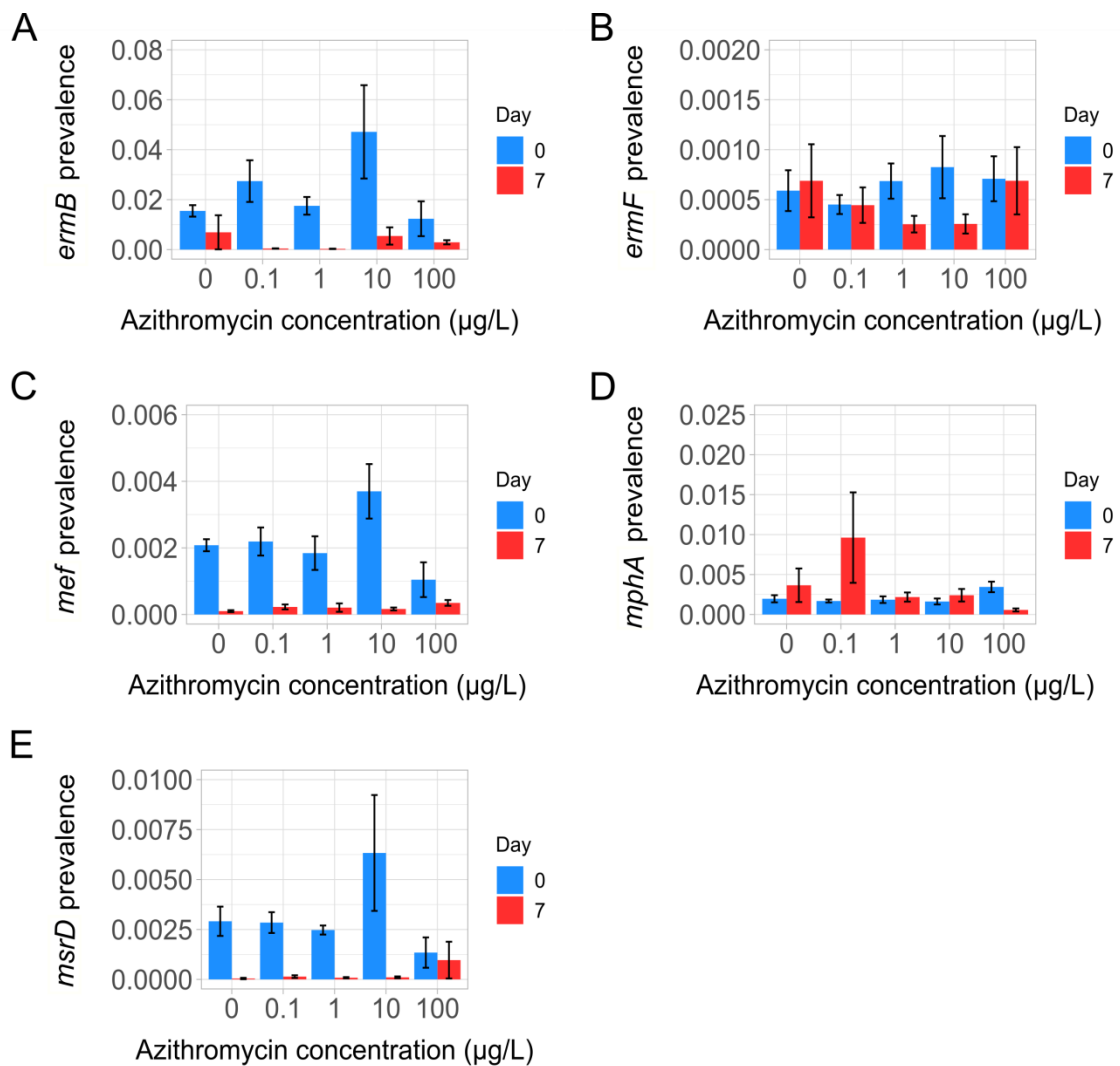 A
ermB prevalence
0.08
0.06
0.04
0.02
0.00
0 0.1 1 10 100
Azithromycin concentration (µg/L)
Day
0
7
B
ermF prevalence
0.0020
0.0015
0.0010
0.0005
0.0000
0 0.1 1 10 100
Azithromycin concentration (µg/L)
Day
0
7
C
mef prevalence
0.006
0.004
0.002
0.000
0 0.1 1 10 100
Azithromycin concentration (µg/L)
Day
0
7
D
mphA prevalence
0.025
0.020
0.015
0.010
0.005
0.000
0 0.1 1 10 100
Azithromycin concentration (µg/L)
Day
0
7
E
msrD prevalence
0.0100
0.0075
0.0050
0.0025
0.0000
0 0.1 1 10 100
Azithromycin concentration (µg/L)
Day
0
7